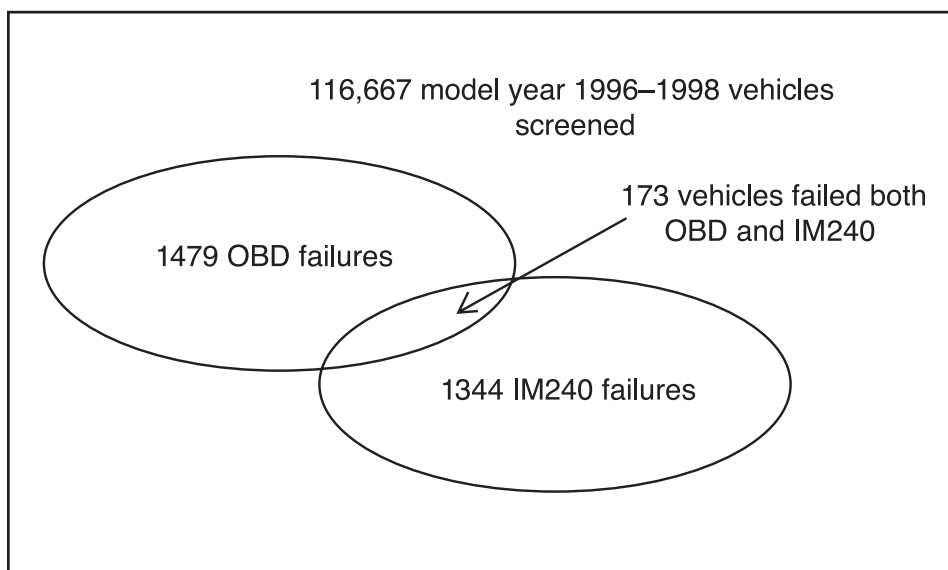 116,667 model year 1996–1998 vehicles
screened
173 vehicles failed both
OBD and IM240
1479 OBD failures
1344 IM240 failures